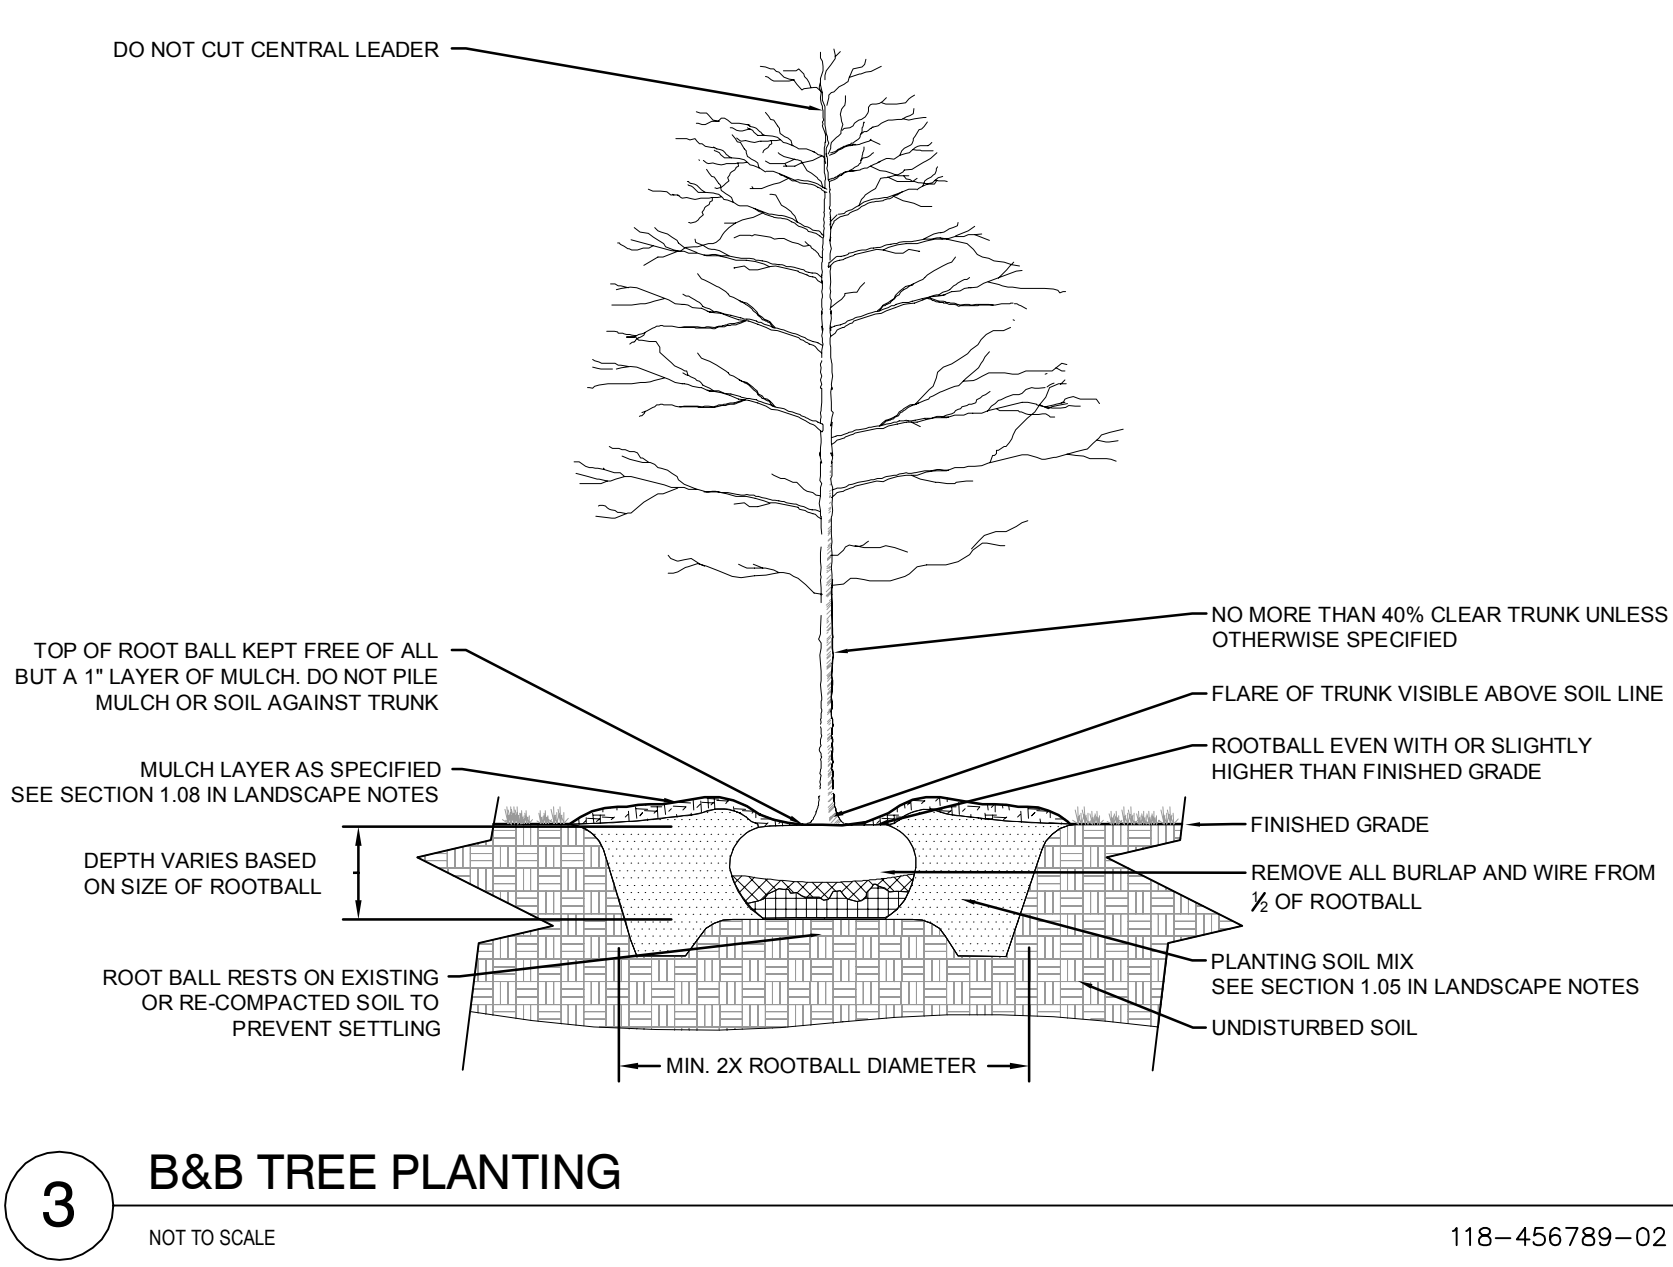 DO NOT CUT CENTRAL LEADER
NO MORE THAN 40% CLEAR TRUNK UNLESS
OTHERWISE SPECIFIED
TOP OF ROOT BALL KEPT FREE OF ALL
BUT A 1" LAYER OF MULCH. DO NOT PILE
MULCH OR SOIL AGAINST TRUNK
FLARE OF TRUNK VISIBLE ABOVE SOIL LINE
ROOTBALL EVEN WITH OR SLIGHTLY
HIGHER THAN FINISHED GRADE
MULCH LAYER AS SPECIFIED
SEE SECTION 1.08 IN LANDSCAPE NOTES
FINISHED GRADE
DEPTH VARIES BASED
ON SIZE OF ROOTBALL
REMOVE ALL BURLAP AND WIRE FROM
½ OF ROOTBALL
PLANTING SOIL MIX
SEE SECTION 1.05 IN LANDSCAPE NOTES
ROOT BALL RESTS ON EXISTING
OR RE-COMPACTED SOIL TO
PREVENT SETTLING
UNDISTURBED SOIL
MIN. 2X ROOTBALL DIAMETER
3
B&B TREE PLANTING
NOT TO SCALE
118-456789-02